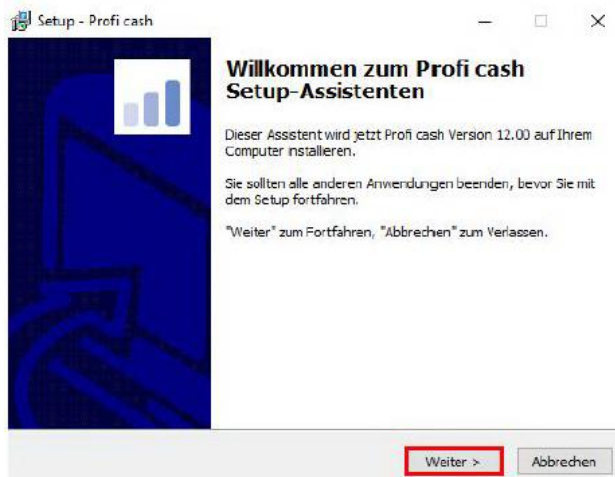 Setup - Profi cash
Willkommen zum Profi cash
Setup-Assistenten
Dieser Assistent wird jetzt Profi cash Version 12.00 auf Ihrem
Computer installieren.
Sie sollten alle anderen Anwendungen beenden, bevor Sie mit
dem Setup fortfahren.
"Weiter" zum Fortfahren, "Abbrechen" zum Verlassen.
Weiter >
Abbrechen